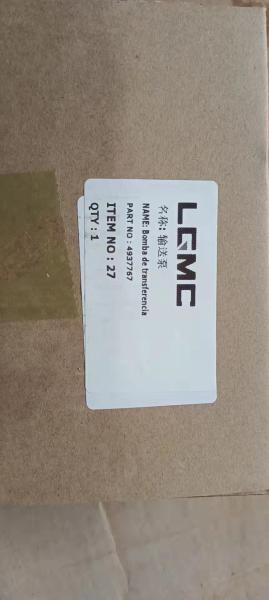 LGMC
名称: 输送泵
NAME: Bomba de transferencia
PART NO : 4937767
ITEM NO : 27
QTY : 1